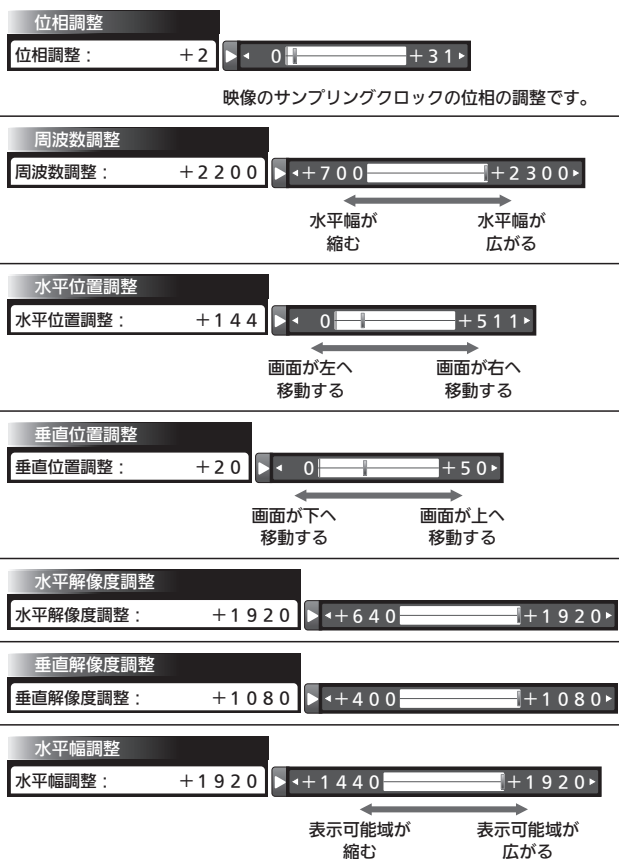 位相調整
位相調整： +2 0 +31
映像のサンプリングクロックの位相の調整です。
周波数調整
周波数調整： +2200 +700 +2300
水平幅が 水平幅が
縮む 広がる
水平位置調整
水平位置調整： +144 0 +511
画面が左へ 画面が右へ
移動する 移動する
垂直位置調整
垂直位置調整： +20 0 +50
画面が下へ 画面が上へ
移動する 移動する
水平解像度調整
水平解像度調整： +1920 +640 +1920
垂直解像度調整
垂直解像度調整： +1080 +400 +1080
水平幅調整
水平幅調整： +1920 +1440 +1920
表示可能域が 表示可能域が
縮む 広がる